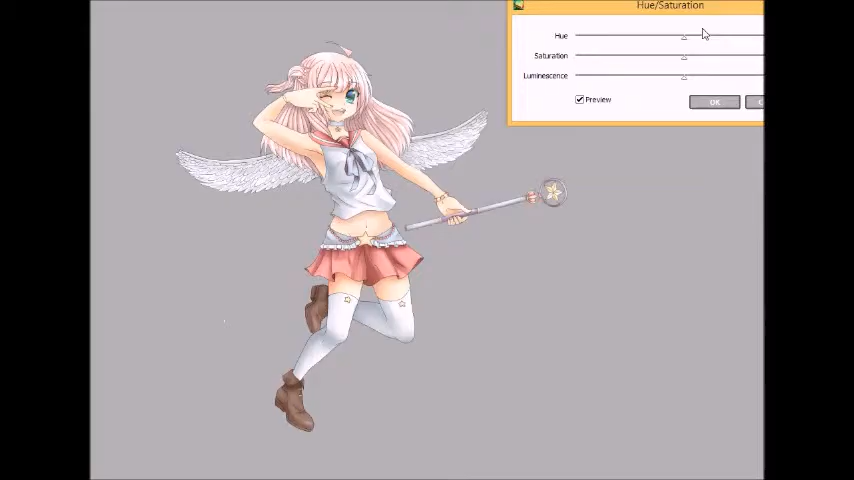 Hue/Saturation
Hue
Saturation
Luminescence
Preview
OK
C